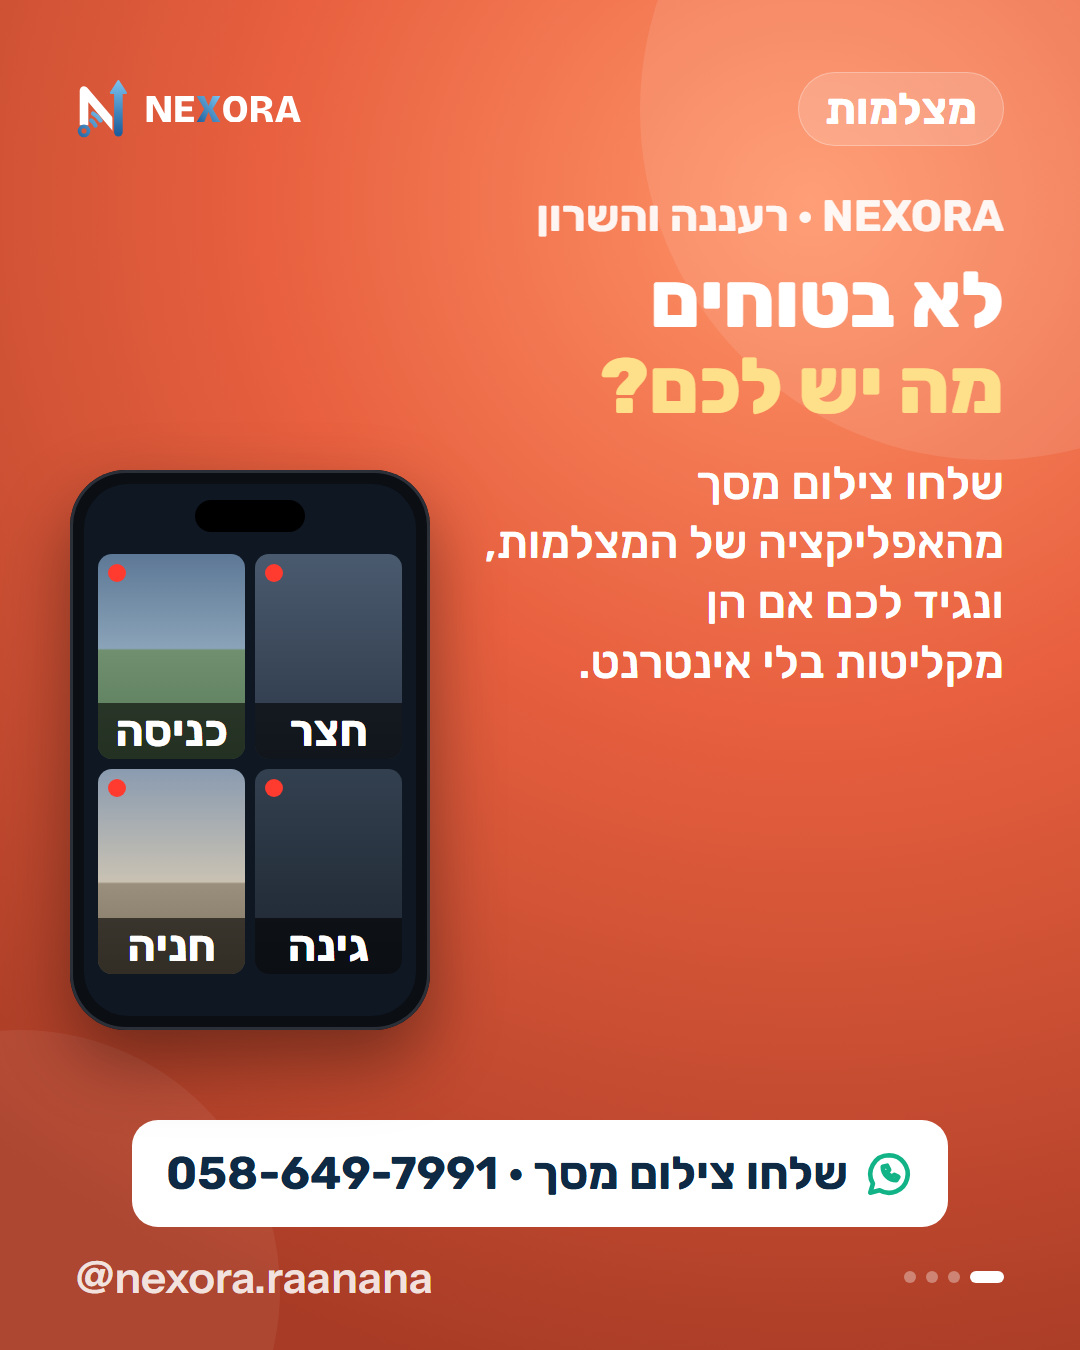 NEXORA
מצלמות
NEXORA • רעננה והשרון
לא בטוחים
מה יש לכם?
שלחו צילום מסך
מהאפליקציה של המצלמות,
ונגיד לכם אם הן
מקליטות בלי אינטרנט.
חצר
כניסה
גינה
חניה
שלחו צילום מסך • 058-649-7991
@nexora.raanana